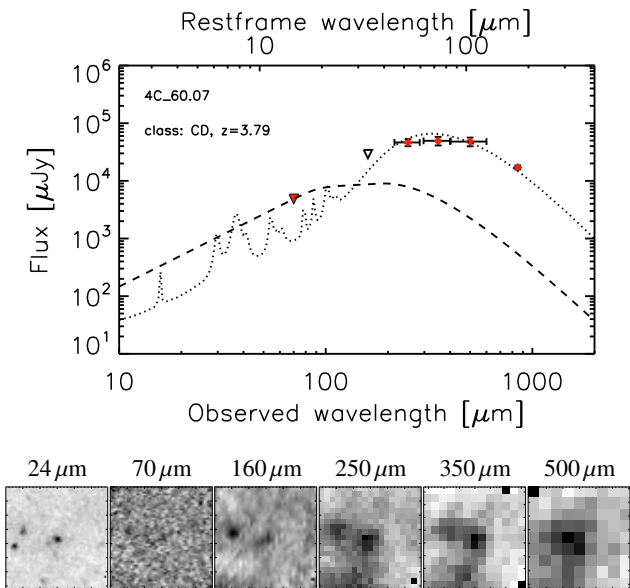 Restframe wavelength [μm]
10 100
10⁶
4C_60.07
10⁵
class: CD, z=3.79
10⁴
10³
10²
10¹
Flux [μJy]
10 100 1000
Observed wavelength [μm]
24 μm 70 μm 160 μm 250 μm 350 μm 500 μm